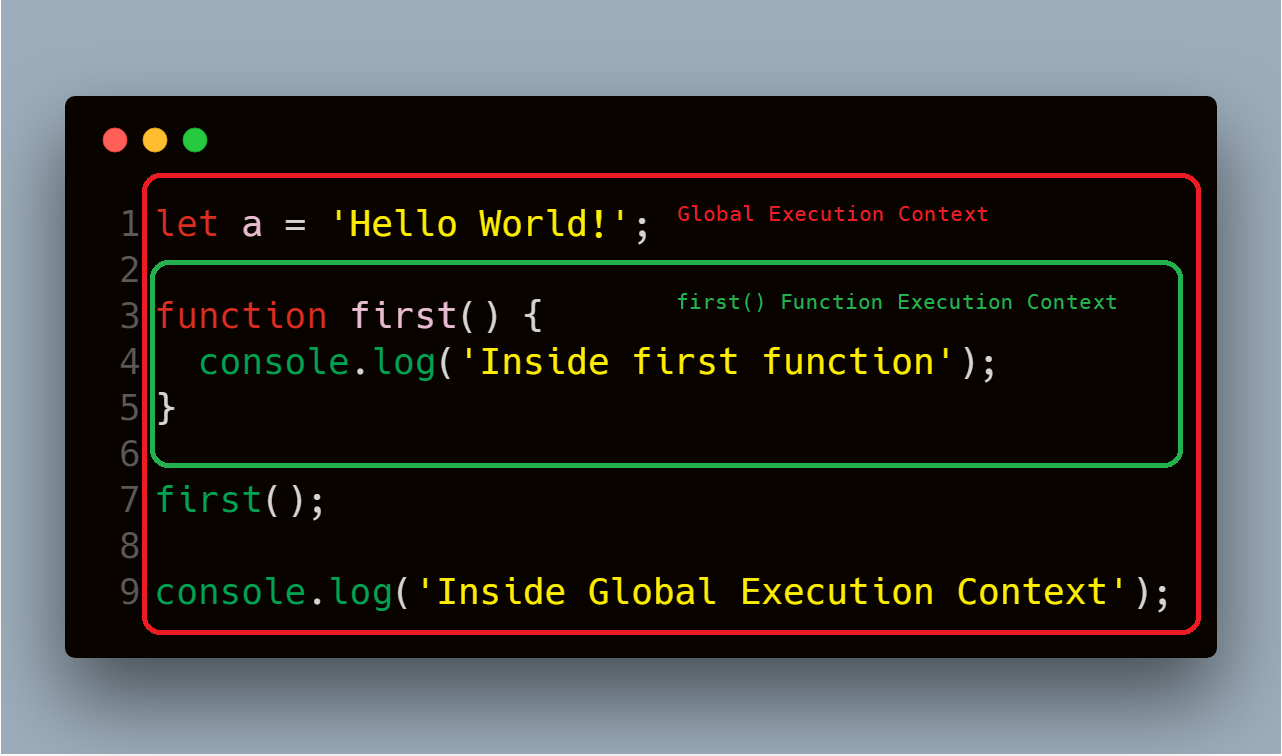 1 let a = 'Hello World!'; Global Execution Context
2
3 function first() { first() Function Execution Context
4   console.log('Inside first function');
5 }
6
7 first();
8
9 console.log('Inside Global Execution Context');